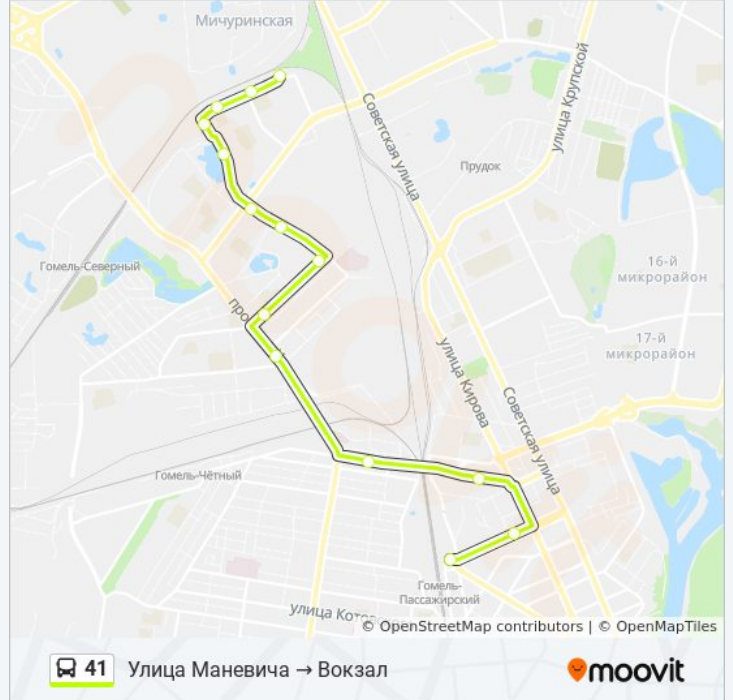 Мичуринская
Советская улица
улица Крупской
Прудок
16-й
микрорайон
Гомель-Северный
17-й
микрорайон
улица Кирова
Советская улица
Гомель-Чётный
Гомель-
Пассажирский
© OpenStreetMap contributors | © OpenMapTiles
41 Улица Маневича → Вокзал
moovit